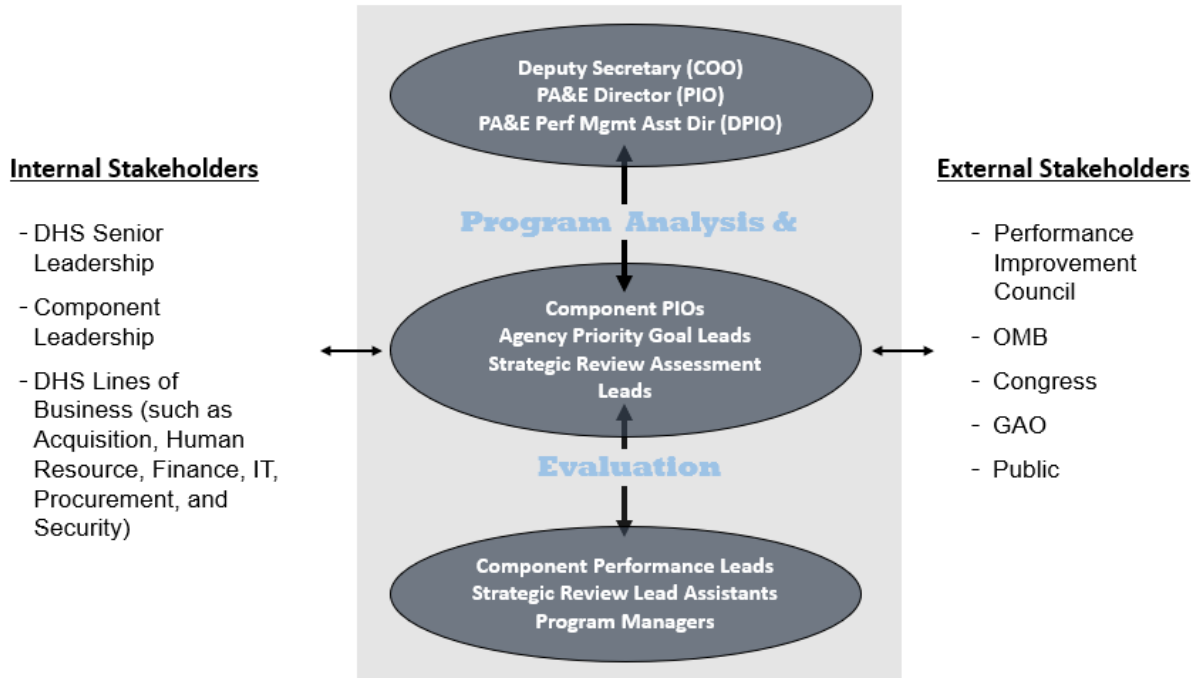 Deputy Secretary (COO)
PA&E Director (PIO)
PA&E Perf Mgmt Asst Dir (DPIO)
Internal Stakeholders
- DHS Senior
Leadership
- Component
Leadership
- DHS Lines of
Business (such as
Acquisition, Human
Resource, Finance, IT,
Procurement, and
Security)
Program Analysis &
Component PIOs
Agency Priority Goal Leads
Strategic Review Assessment
Leads
Evaluation
Component Performance Leads
Strategic Review Lead Assistants
Program Managers
External Stakeholders
- Performance
Improvement
Council
- OMB
- Congress
- GAO
- Public